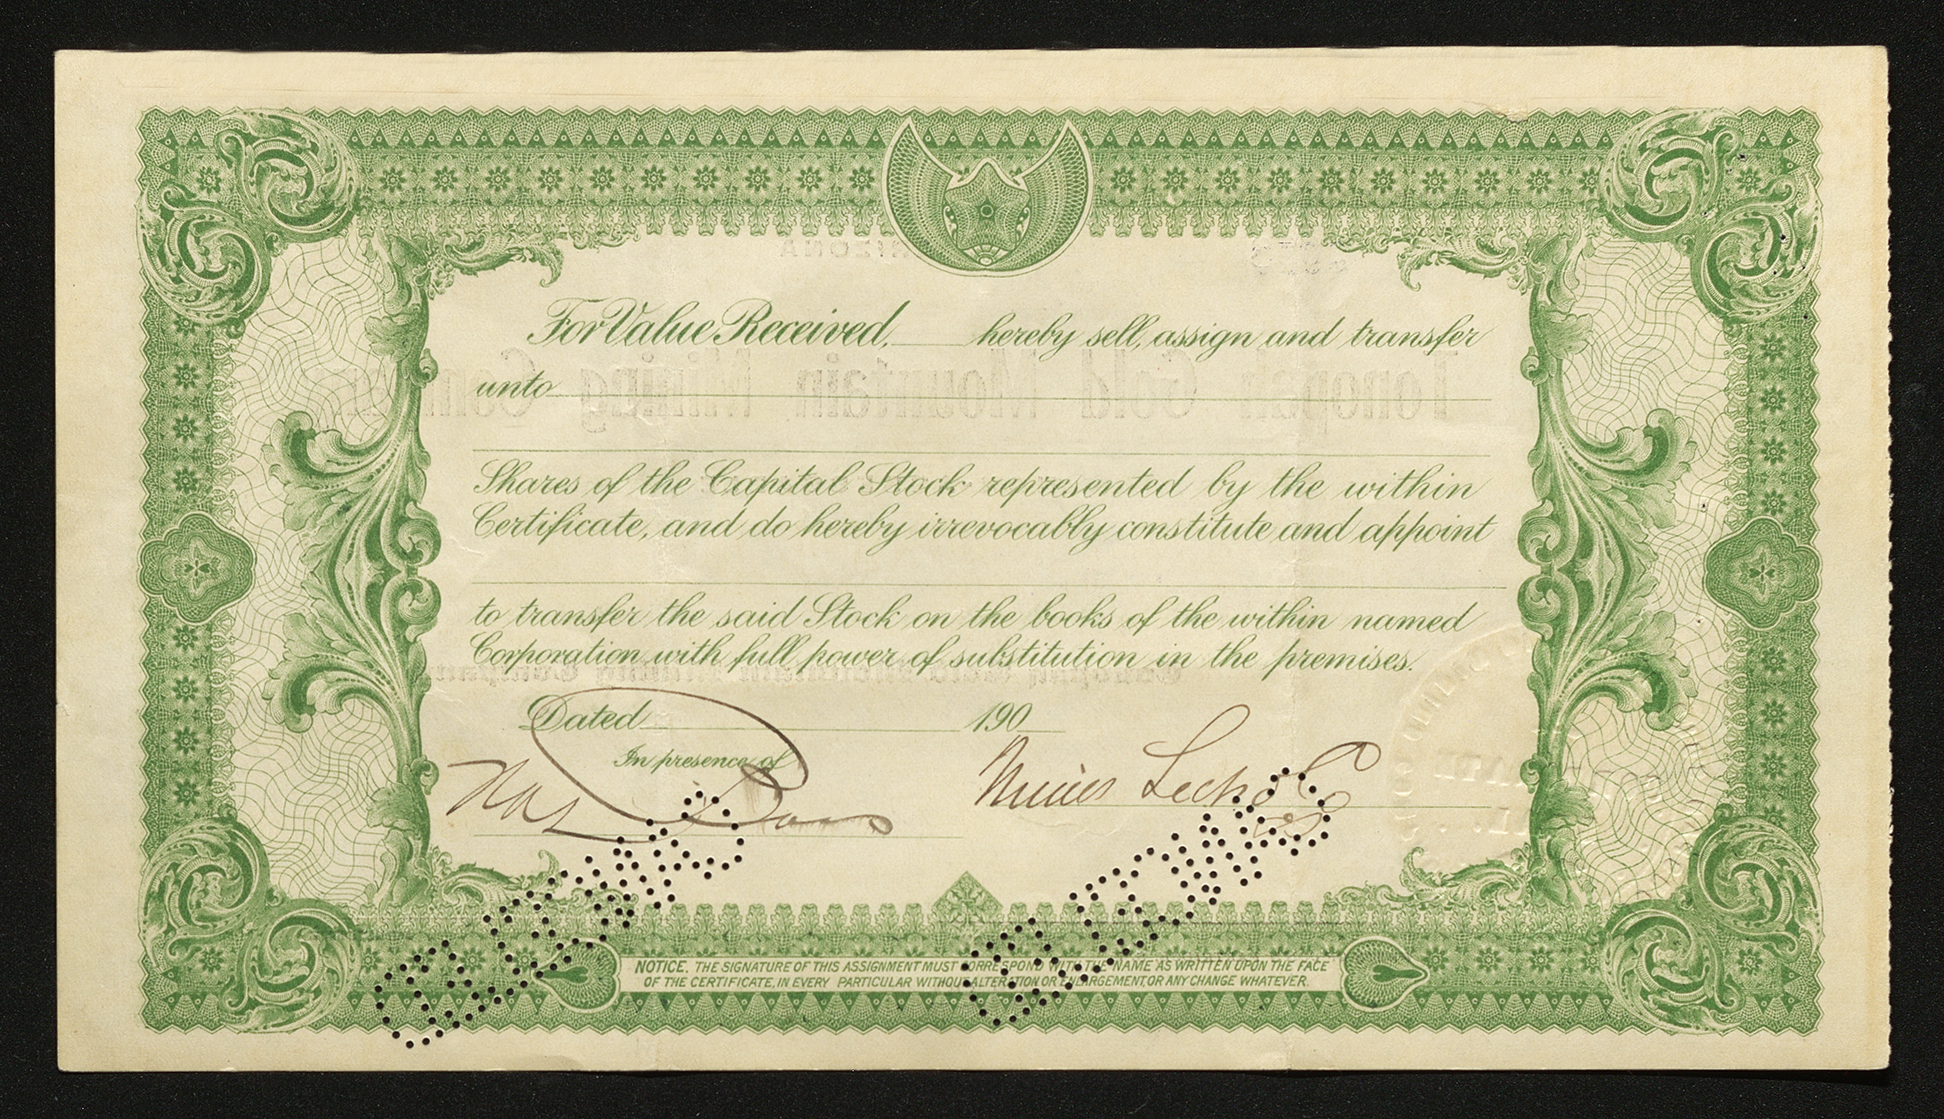 For Value Received, hereby sell, assign and transfer
unto
Shares of the Capital Stock represented by the within
Certificate, and do hereby irrevocably constitute and appoint
to transfer the said Stock on the books of the within named
Corporation with full power of substitution in the premises.
Dated 190
In presence of
NOTICE. THE SIGNATURE OF THIS ASSIGNMENT MUST CORRESPOND WITH THE NAME AS WRITTEN UPON THE FACE
OF THE CERTIFICATE, IN EVERY PARTICULAR WITHOUT ALTERATION OR ENLARGEMENT, OR ANY CHANGE WHATEVER.